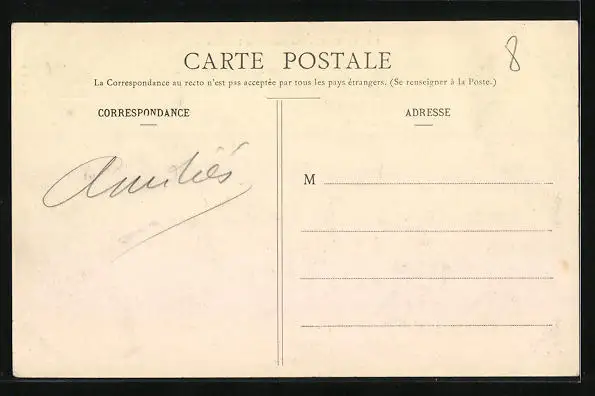 8
CARTE POSTALE
La Correspondance au recto n'est pas acceptée par tous les pays étrangers. (Se renseigner à la Poste.)
CORRESPONDANCE
ADRESSE
Amitiés
M